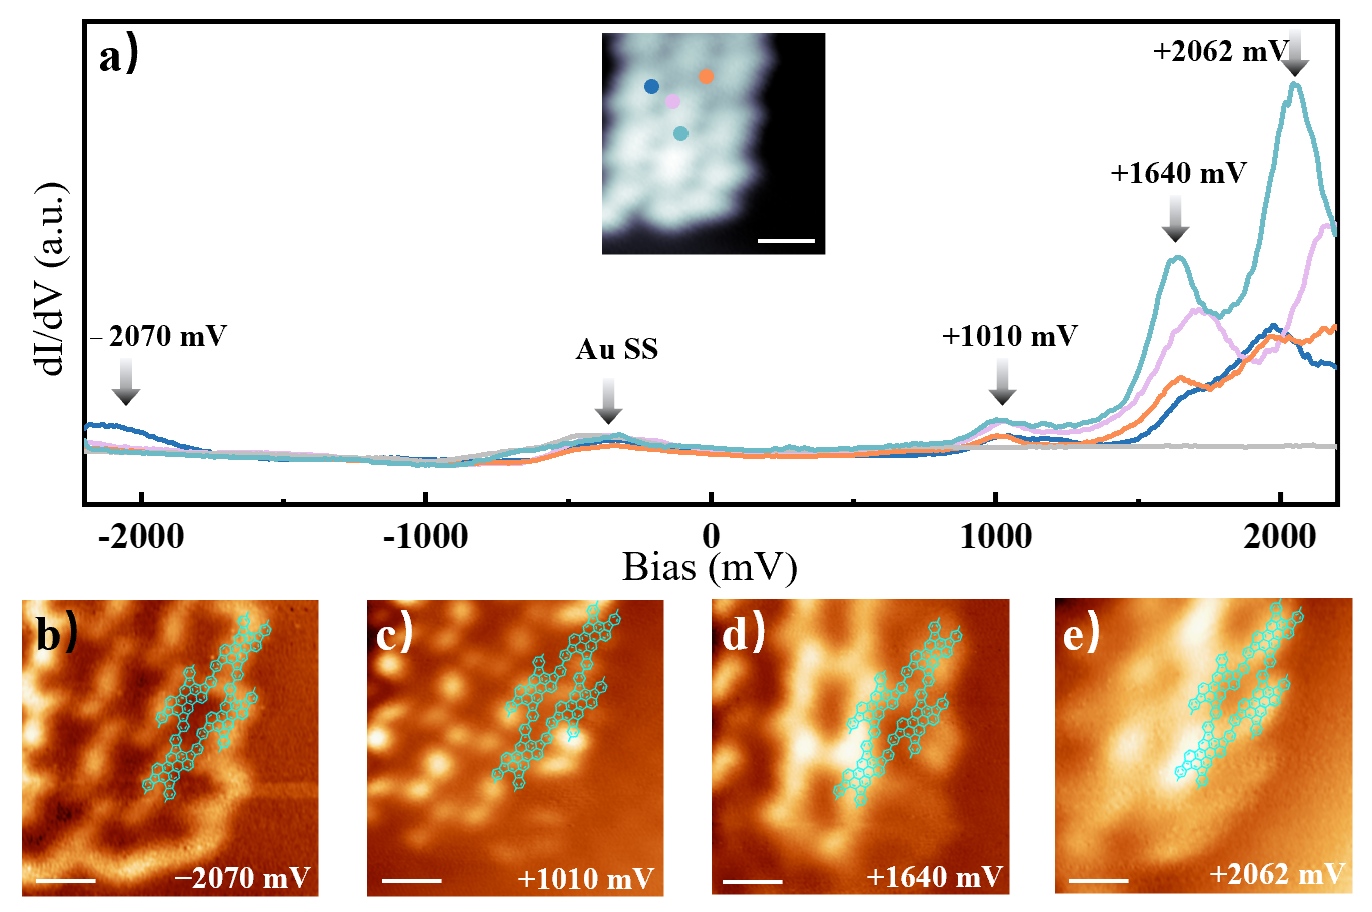 a)
+2062 mV
+1640 mV
− 2070 mV
Au SS
+1010 mV
dI/dV (a.u.)
-2000
-1000
0
1000
2000
Bias (mV)
b)
−2070 mV
c)
+1010 mV
d)
+1640 mV
e)
+2062 mV